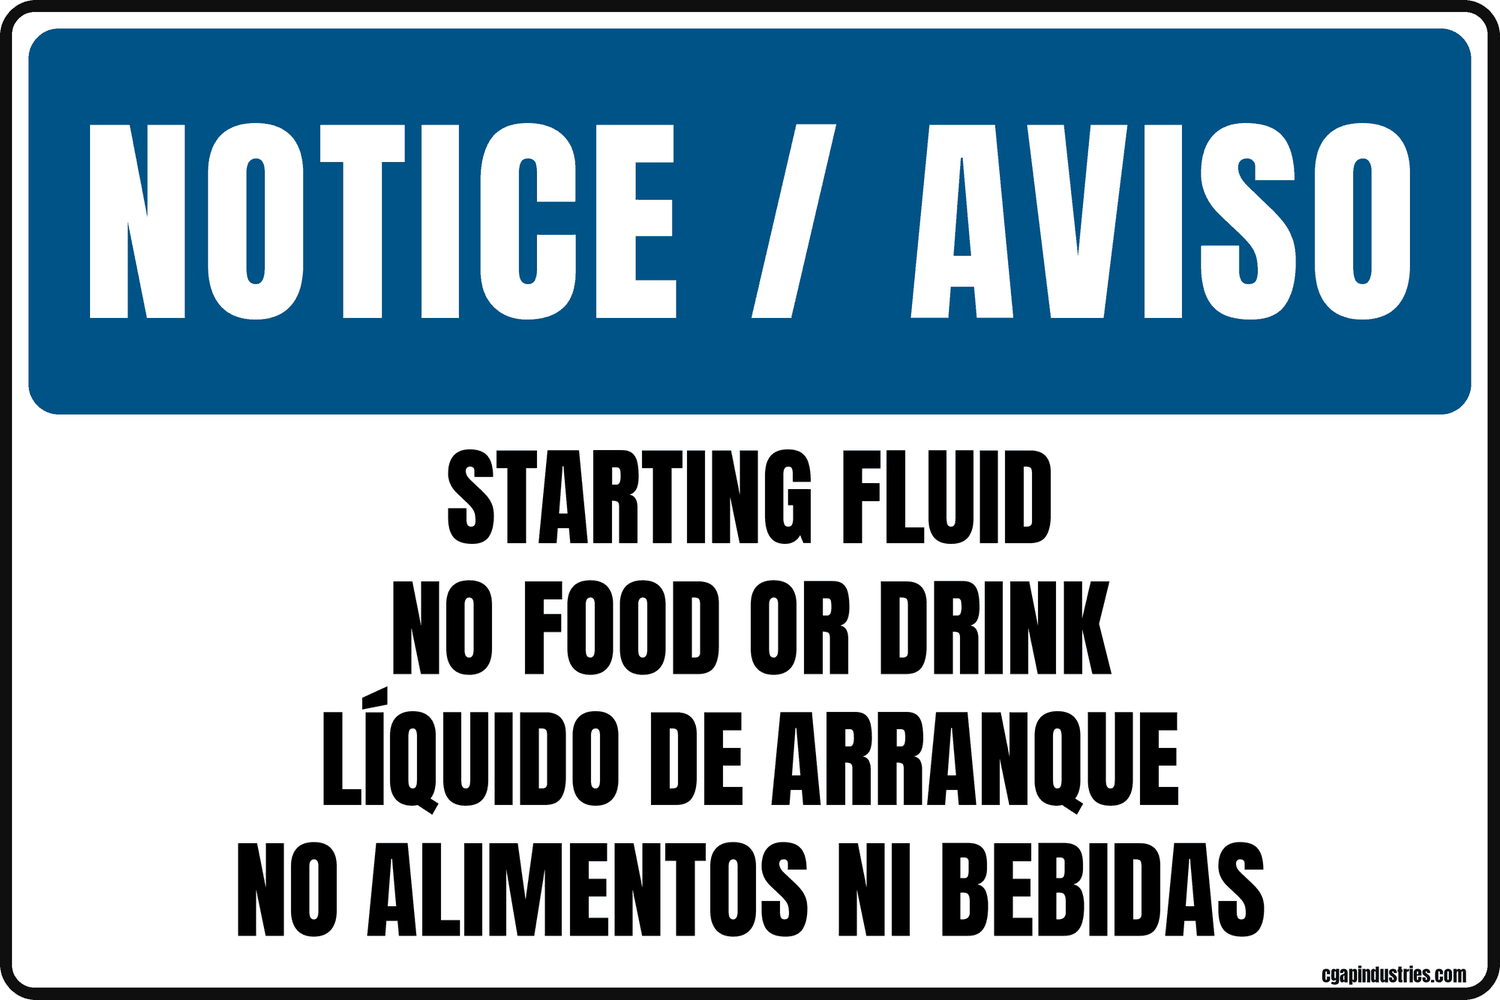 NOTICE / AVISO
STARTING FLUID
NO FOOD OR DRINK
LÍQUIDO DE ARRANQUE
NO ALIMENTOS NI BEBIDAS
cgapindustries.com